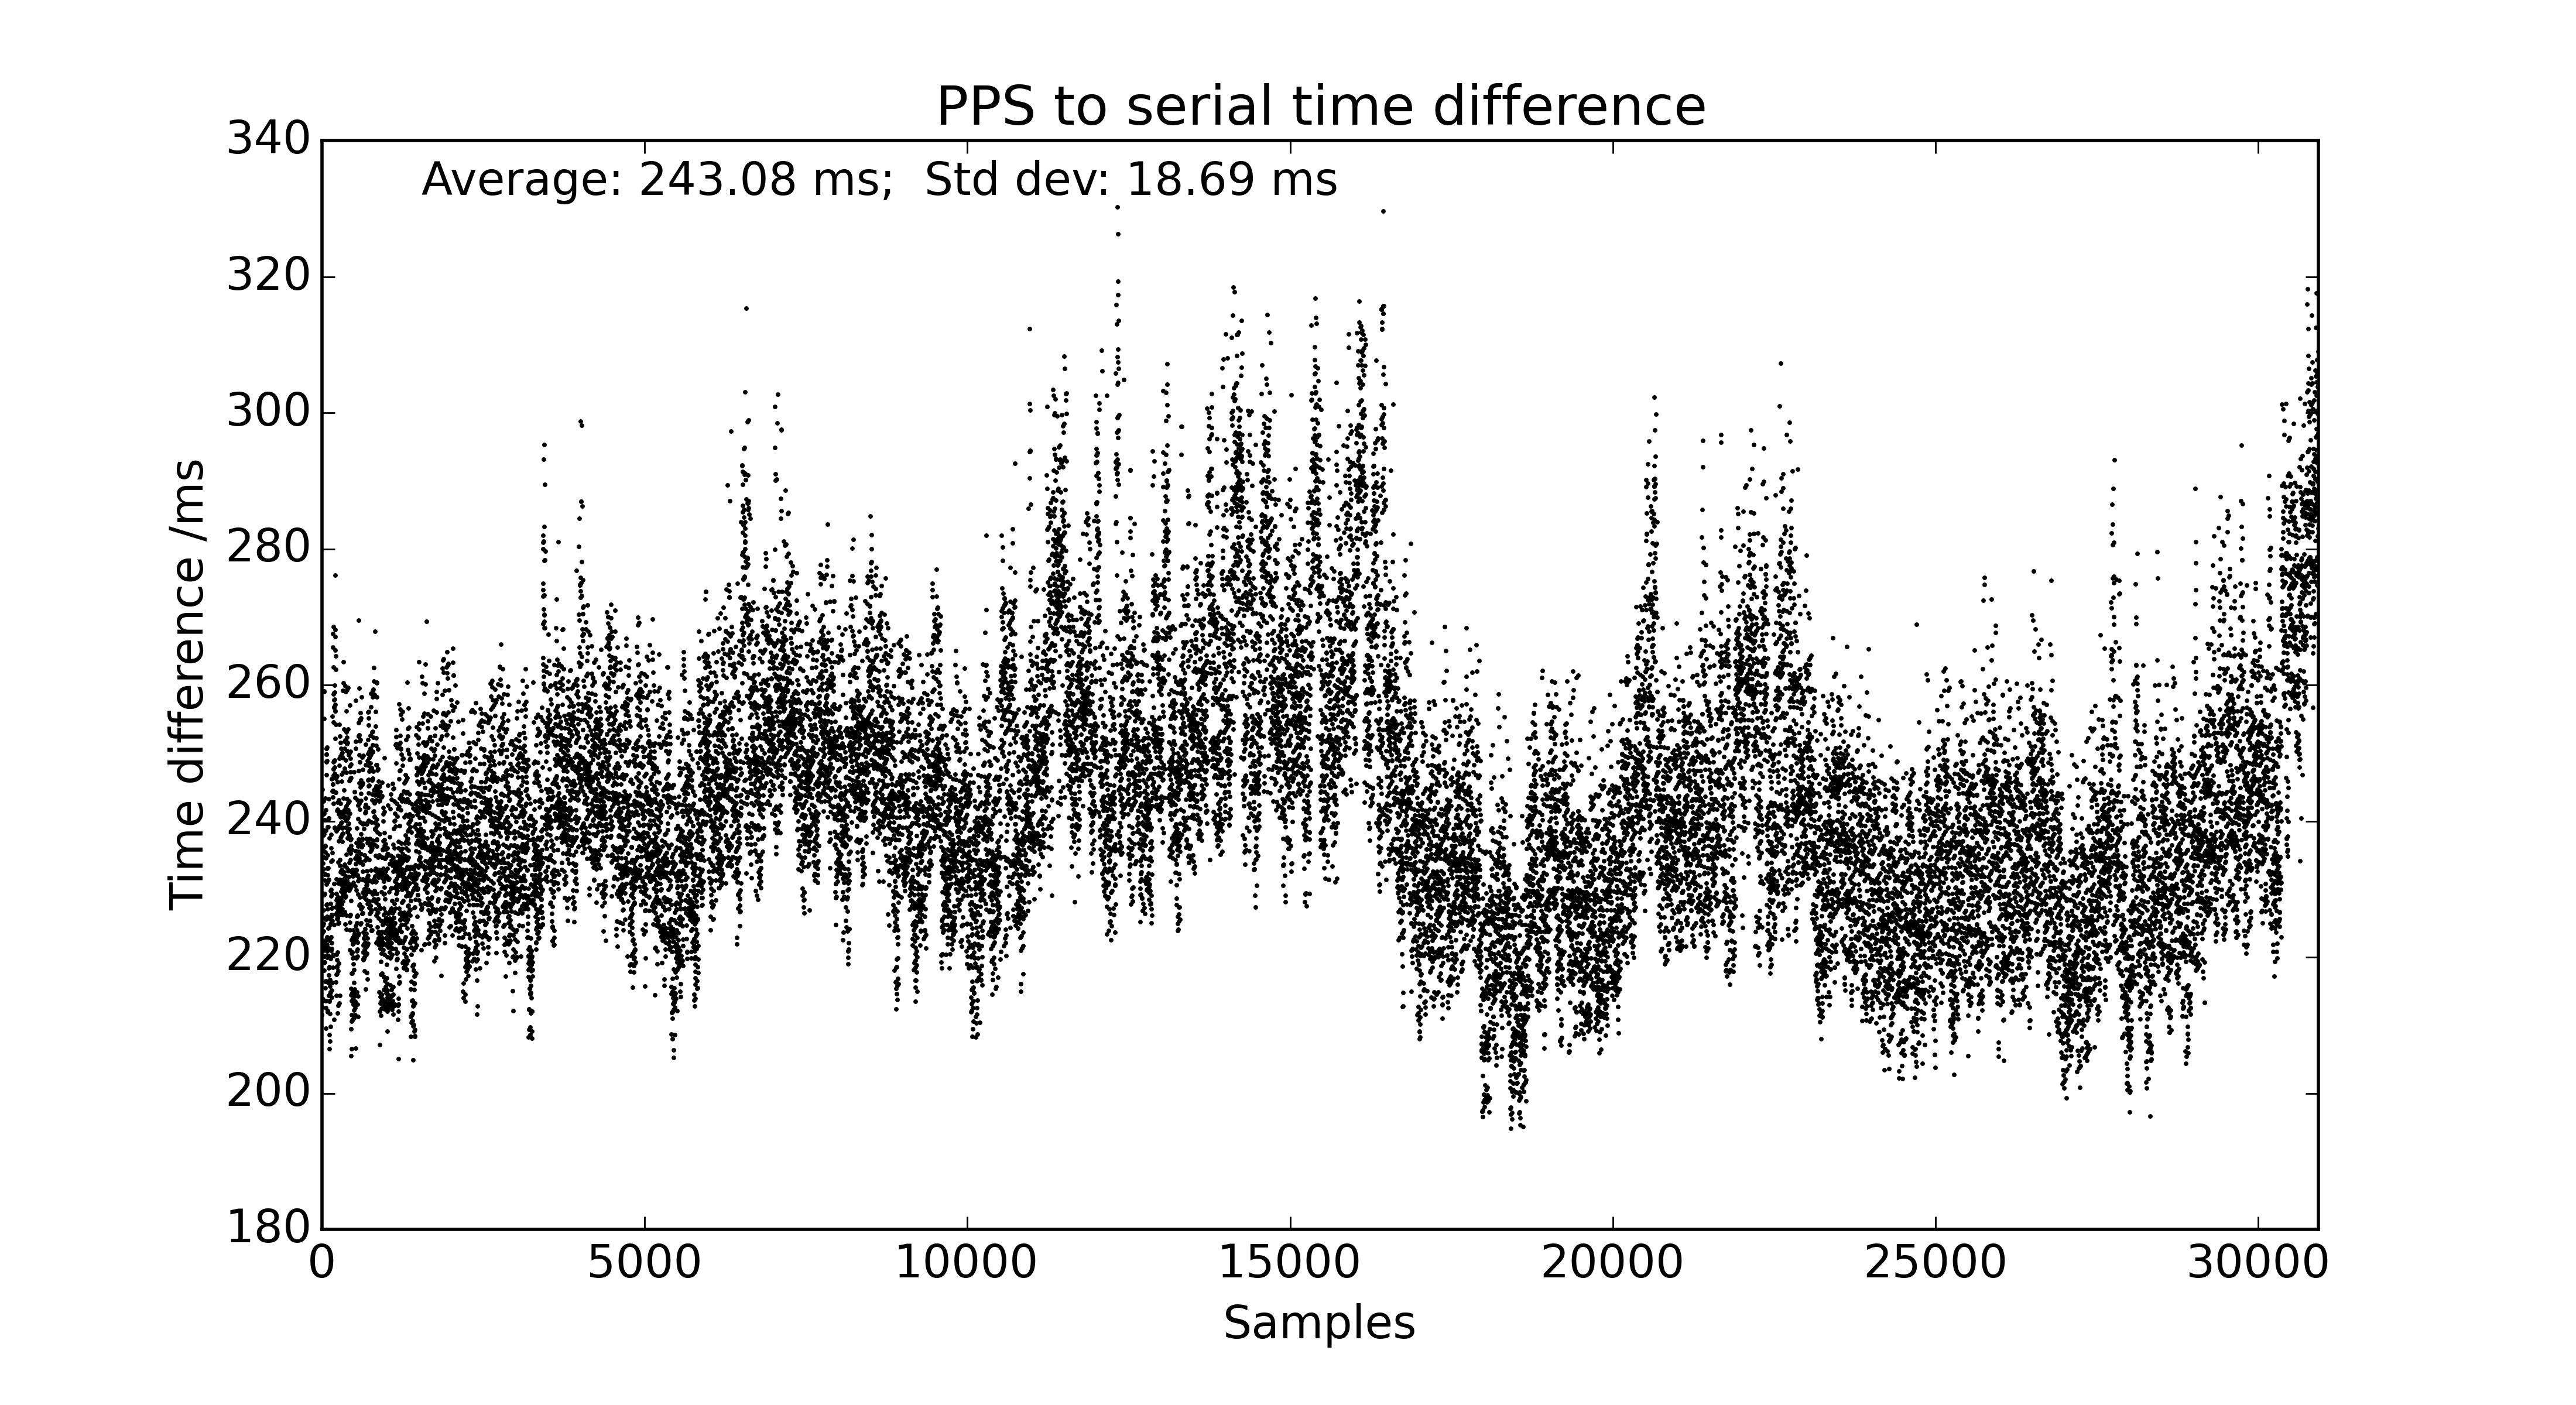 PPS to serial time difference
Average: 243.08 ms;  Std dev: 18.69 ms
340
320
300
280
260
240
220
200
180
Time difference /ms
0 5000 10000 15000 20000 25000 30000
Samples